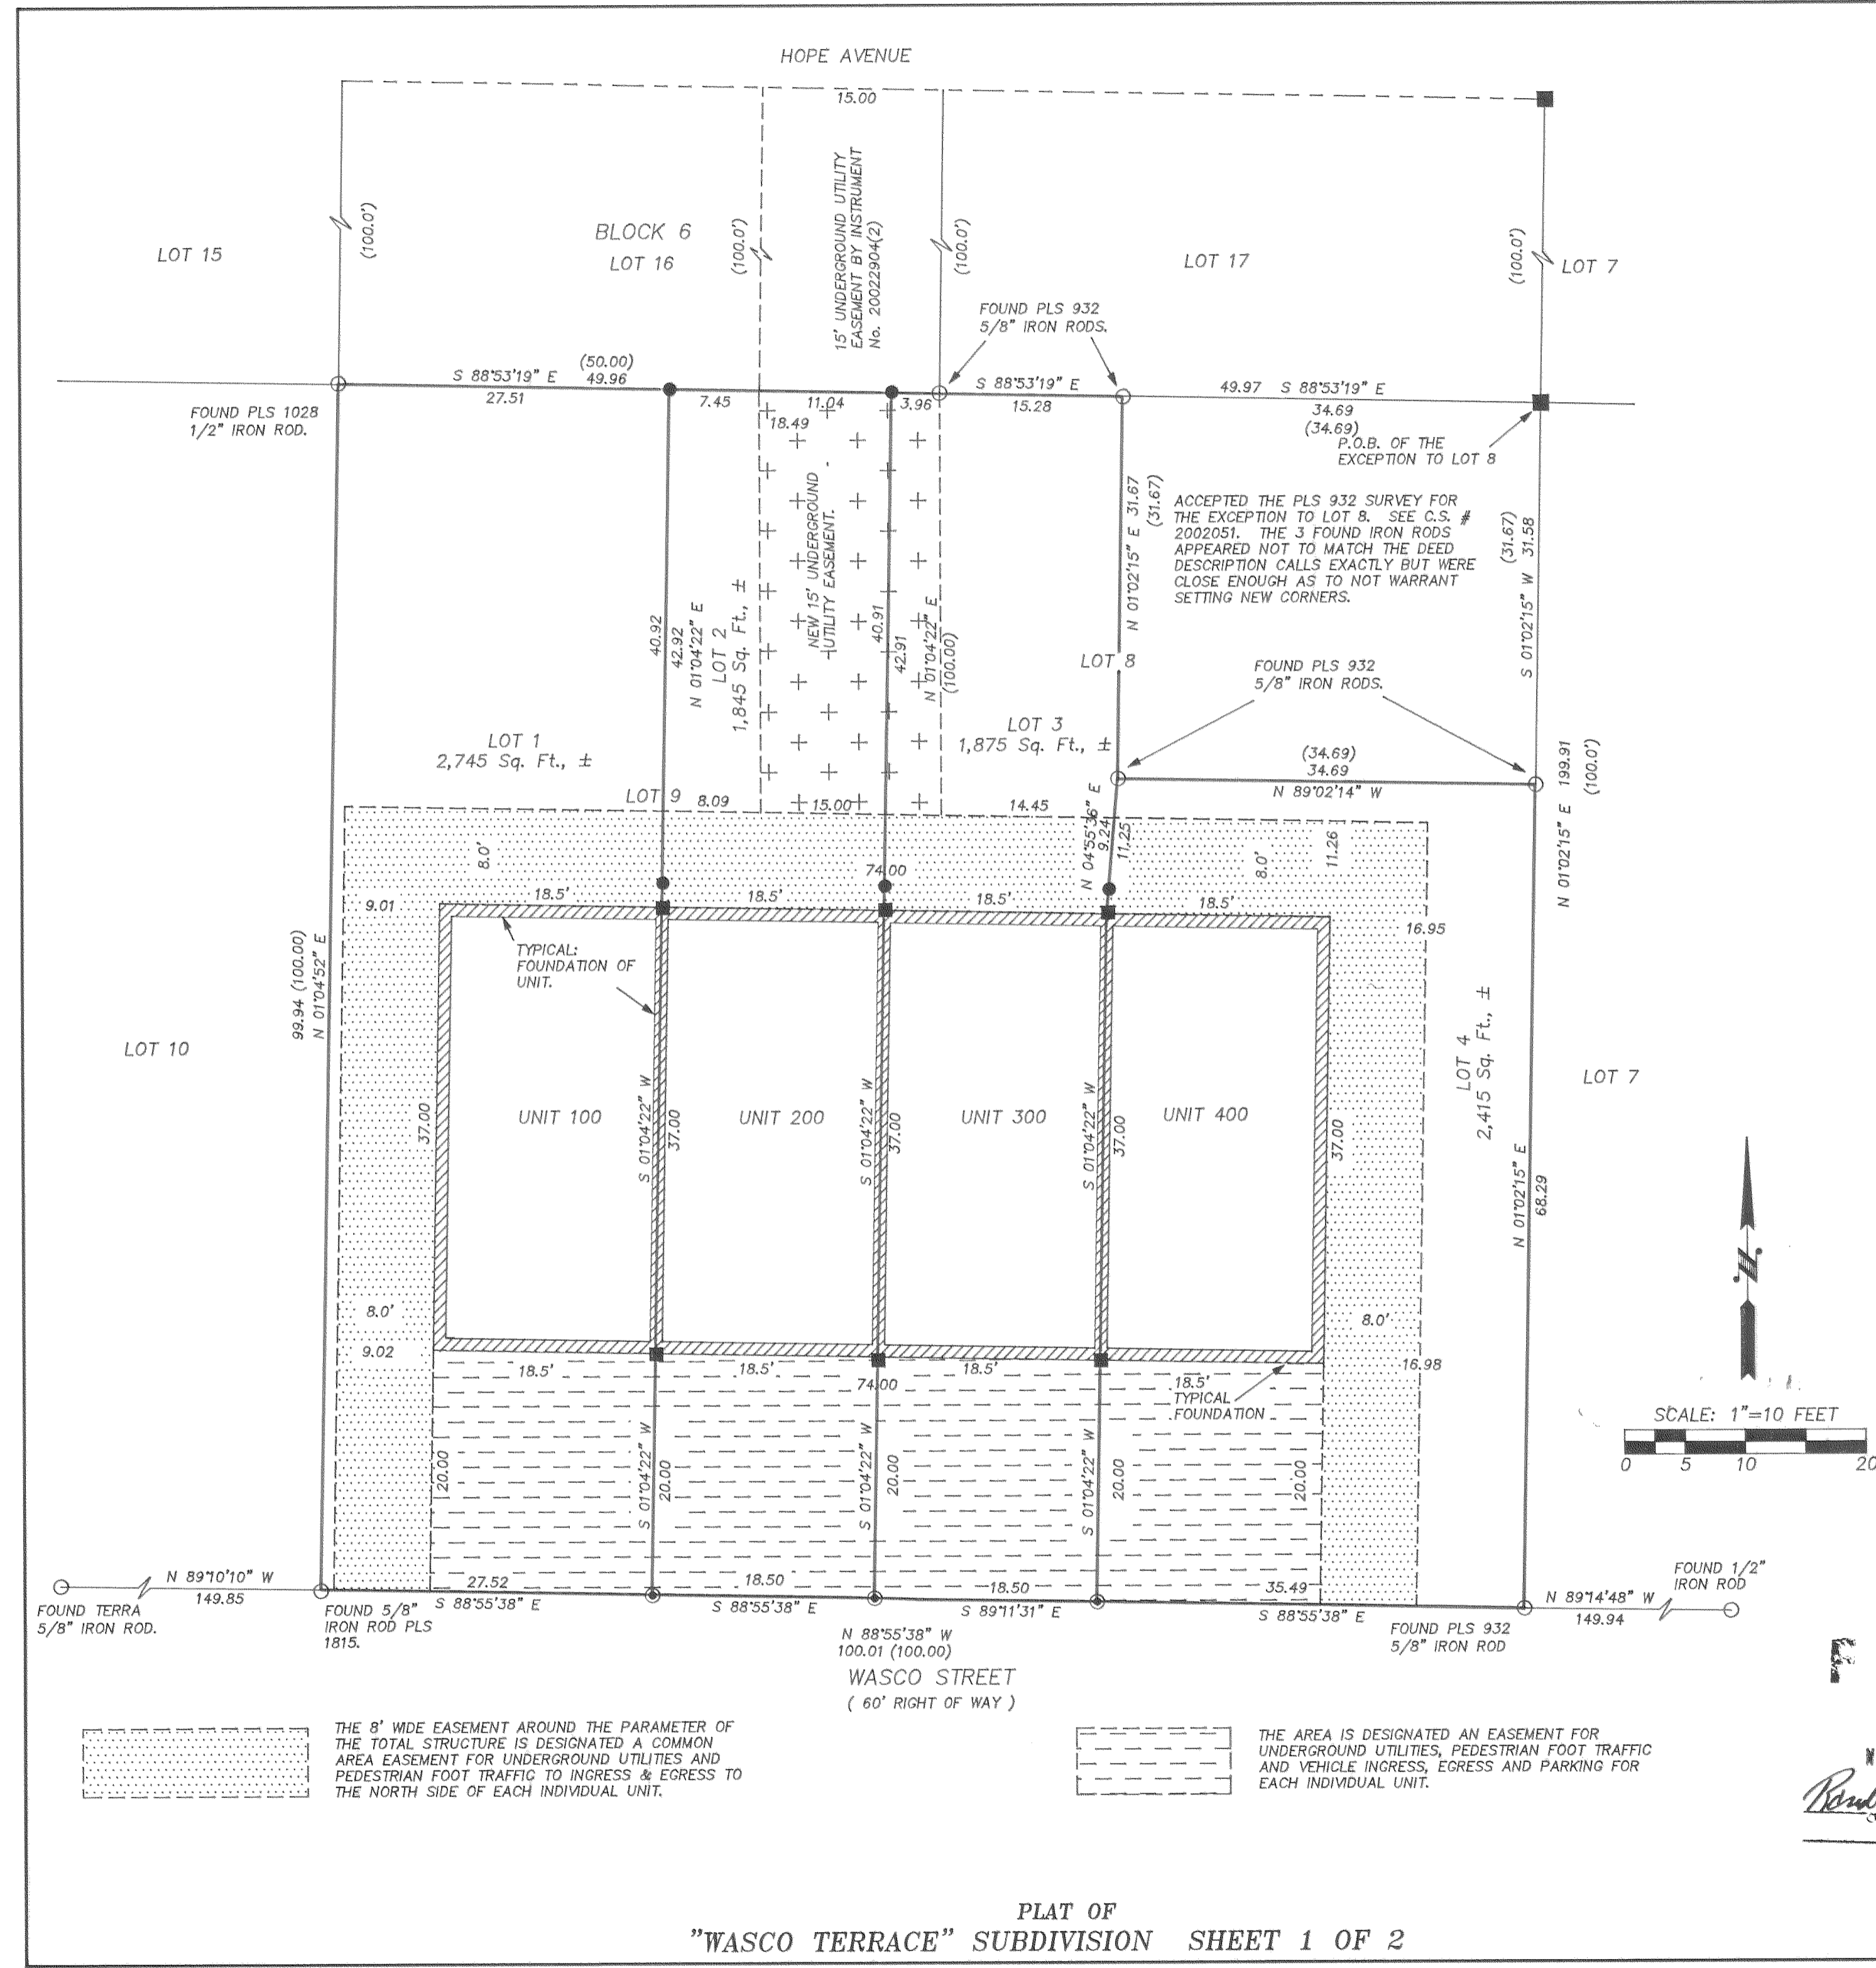 HOPE AVENUE
15.00
LOT 15
(100.0')
BLOCK 6
LOT 16
(100.0')
15' UNDERGROUND UTILITY
EASEMENT BY INSTRUMENT
No. 20022904(2)
(100.0')
LOT 17
(100.0')
LOT 7
FOUND PLS 932
5/8" IRON RODS.
FOUND PLS 1028
1/2" IRON ROD.
S 88°53'19" E
27.51
(50.00)
49.96
7.45
11.04
18.49
3.96
S 88°53'19" E
15.28
49.97 S 88°53'19" E
34.69
(34.69)
P.O.B. OF THE
EXCEPTION TO LOT 8
N 01°02'15" E 31.67
(31.67)
ACCEPTED THE PLS 932 SURVEY FOR
THE EXCEPTION TO LOT 8. SEE C.S. #
2002051. THE 3 FOUND IRON RODS
APPEARED NOT TO MATCH THE DEED
DESCRIPTION CALLS EXACTLY BUT WERE
CLOSE ENOUGH AS TO NOT WARRANT
SETTING NEW CORNERS.
(31.67)
S 01°02'15" W 31.58
NEW 15' UNDERGROUND
UTILITY EASEMENT.
40.92
42.92
N 01°04'22" E
LOT 2
1,845 Sq. Ft., ±
40.91
42.91
N 01°04'22" E
(100.00)
LOT 8
FOUND PLS 932
5/8" IRON RODS.
LOT 1
2,745 Sq. Ft., ±
LOT 3
1,875 Sq. Ft., ±
(34.69)
34.69
N 89°02'14" W
N 01°02'15" E 199.91
(100.0')
LOT 9
8.09
15.00
14.45
N 04°55'36" E
9.24
11.25
11.26
8.0'
8.0'
74.00
9.01
18.5'
18.5'
18.5'
18.5'
16.95
TYPICAL:
FOUNDATION OF
UNIT.
99.94 (100.00)
N 01°04'52" E
LOT 10
LOT 4
2,415 Sq. Ft., ±
LOT 7
37.00
UNIT 100
S 01°04'22" W
37.00
UNIT 200
S 01°04'22" W
37.00
UNIT 300
S 01°04'22" W
37.00
UNIT 400
37.00
N 01°02'15" E
68.29
N.
8.0'
9.02
8.0'
16.98
18.5'
18.5'
74.00
18.5'
18.5'
TYPICAL
FOUNDATION
SCALE: 1"=10 FEET
0 5 10 20
20.00
S 01°04'22" W
20.00
S 01°04'22" W
20.00
S 01°04'22" W
20.00
20.00
N 89°10'10" W
149.85
FOUND TERRA
5/8" IRON ROD.
FOUND 5/8"
IRON ROD PLS
1815.
27.52
S 88°55'38" E
18.50
S 88°55'38" E
18.50
S 89°11'31" E
35.49
S 88°55'38" E
FOUND 1/2"
IRON ROD
N 89°14'48" W
149.94
FOUND PLS 932
5/8" IRON ROD
N 88°55'38" W
100.01 (100.00)
WASCO STREET
( 60' RIGHT OF WAY )
THE 8' WIDE EASEMENT AROUND THE PARAMETER OF
THE TOTAL STRUCTURE IS DESIGNATED A COMMON
AREA EASEMENT FOR UNDERGROUND UTILITIES AND
PEDESTRIAN FOOT TRAFFIC TO INGRESS & EGRESS TO
THE NORTH SIDE OF EACH INDIVIDUAL UNIT.
THE AREA IS DESIGNATED AN EASEMENT FOR
UNDERGROUND UTILITIES, PEDESTRIAN FOOT TRAFFIC
AND VEHICLE INGRESS, EGRESS AND PARKING FOR
EACH INDIVIDUAL UNIT.
PLAT OF
"WASCO TERRACE" SUBDIVISION SHEET 1 OF 2